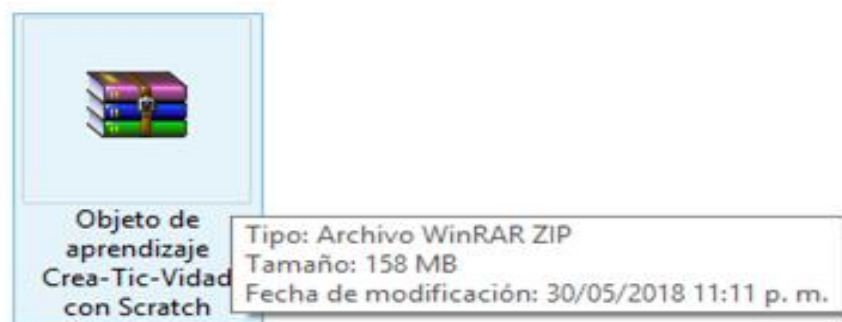 Objeto de
aprendizaje
Crea-Tic-Vidad
con Scratch
Tipo: Archivo WinRAR ZIP
Tamaño: 158 MB
Fecha de modificación: 30/05/2018 11:11 p. m.